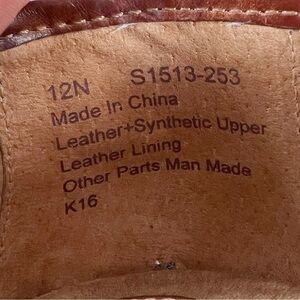 12N S1513-253
Made In China
Leather+Synthetic Upper
Leather Lining
Other Parts Man Made
K16